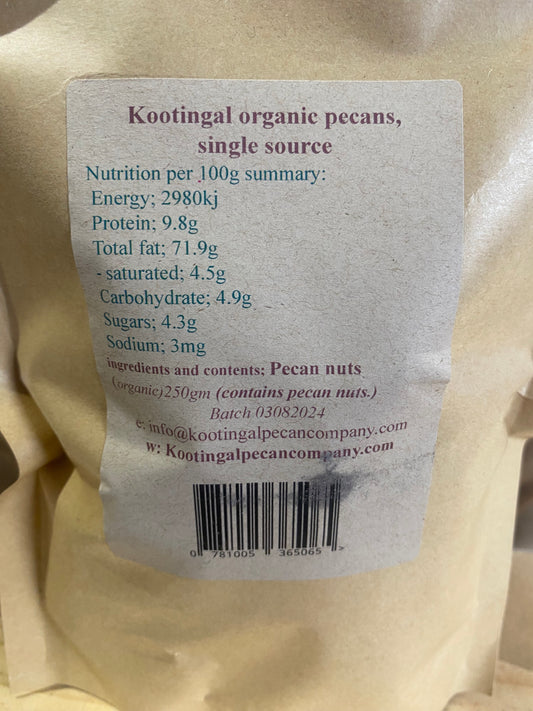 Kootingal organic pecans,
single source
Nutrition per 100g summary:
Energy; 2980kj
Protein; 9.8g
Total fat; 71.9g
- saturated; 4.5g
Carbohydrate; 4.9g
Sugars; 4.3g
Sodium; 3mg
ingredients and contents; Pecan nuts
(organic)250gm (contains pecan nuts.)
Batch 03082024
e: info@kootingalpecancompany.com
w: Kootingalpecancompany.com
0 781005 365065 >